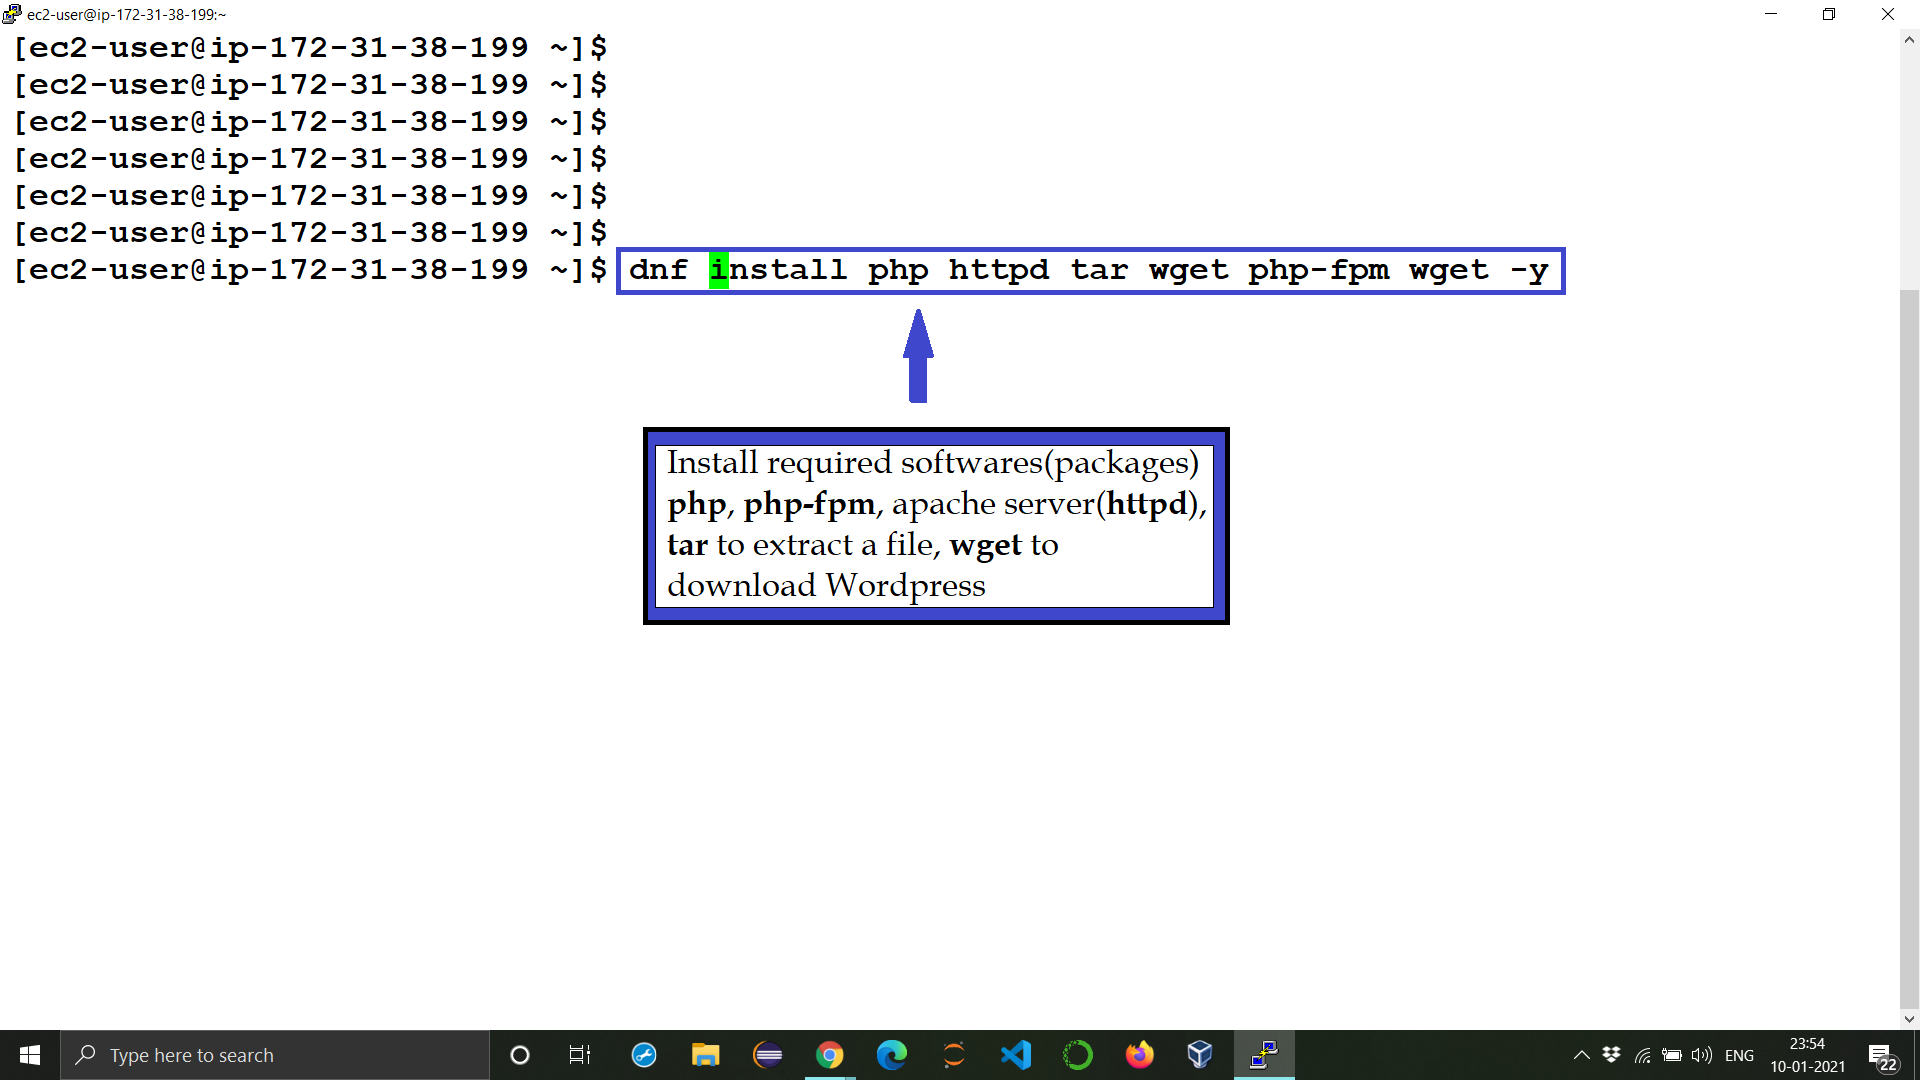 ec2-user@ip-172-31-38-199:~
[ec2-user@ip-172-31-38-199 ~]$
[ec2-user@ip-172-31-38-199 ~]$
[ec2-user@ip-172-31-38-199 ~]$
[ec2-user@ip-172-31-38-199 ~]$
[ec2-user@ip-172-31-38-199 ~]$
[ec2-user@ip-172-31-38-199 ~]$
[ec2-user@ip-172-31-38-199 ~]$ dnf install php httpd tar wget php-fpm wget -y
Install required softwares(packages)
php, php-fpm, apache server(httpd),
tar to extract a file, wget to
download Wordpress
Type here to search
ENG
23:54
10-01-2021
22